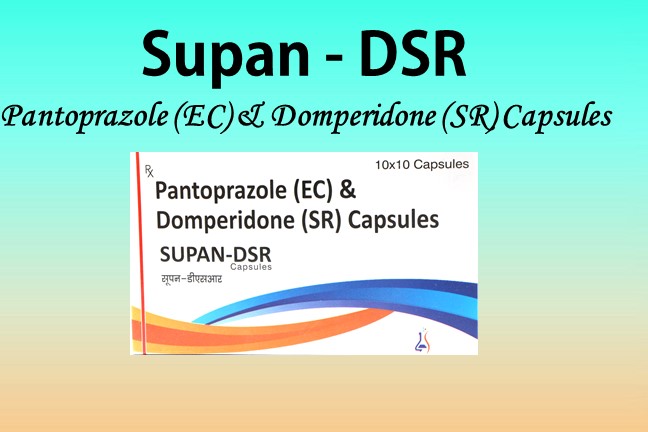 Supan - DSR
Pantoprazole (EC) & Domperidone (SR) Capsules
Rx
10x10 Capsules
Pantoprazole (EC) &
Domperidone (SR) Capsules
SUPAN-DSR
Capsules
सूपन-डीएसआर